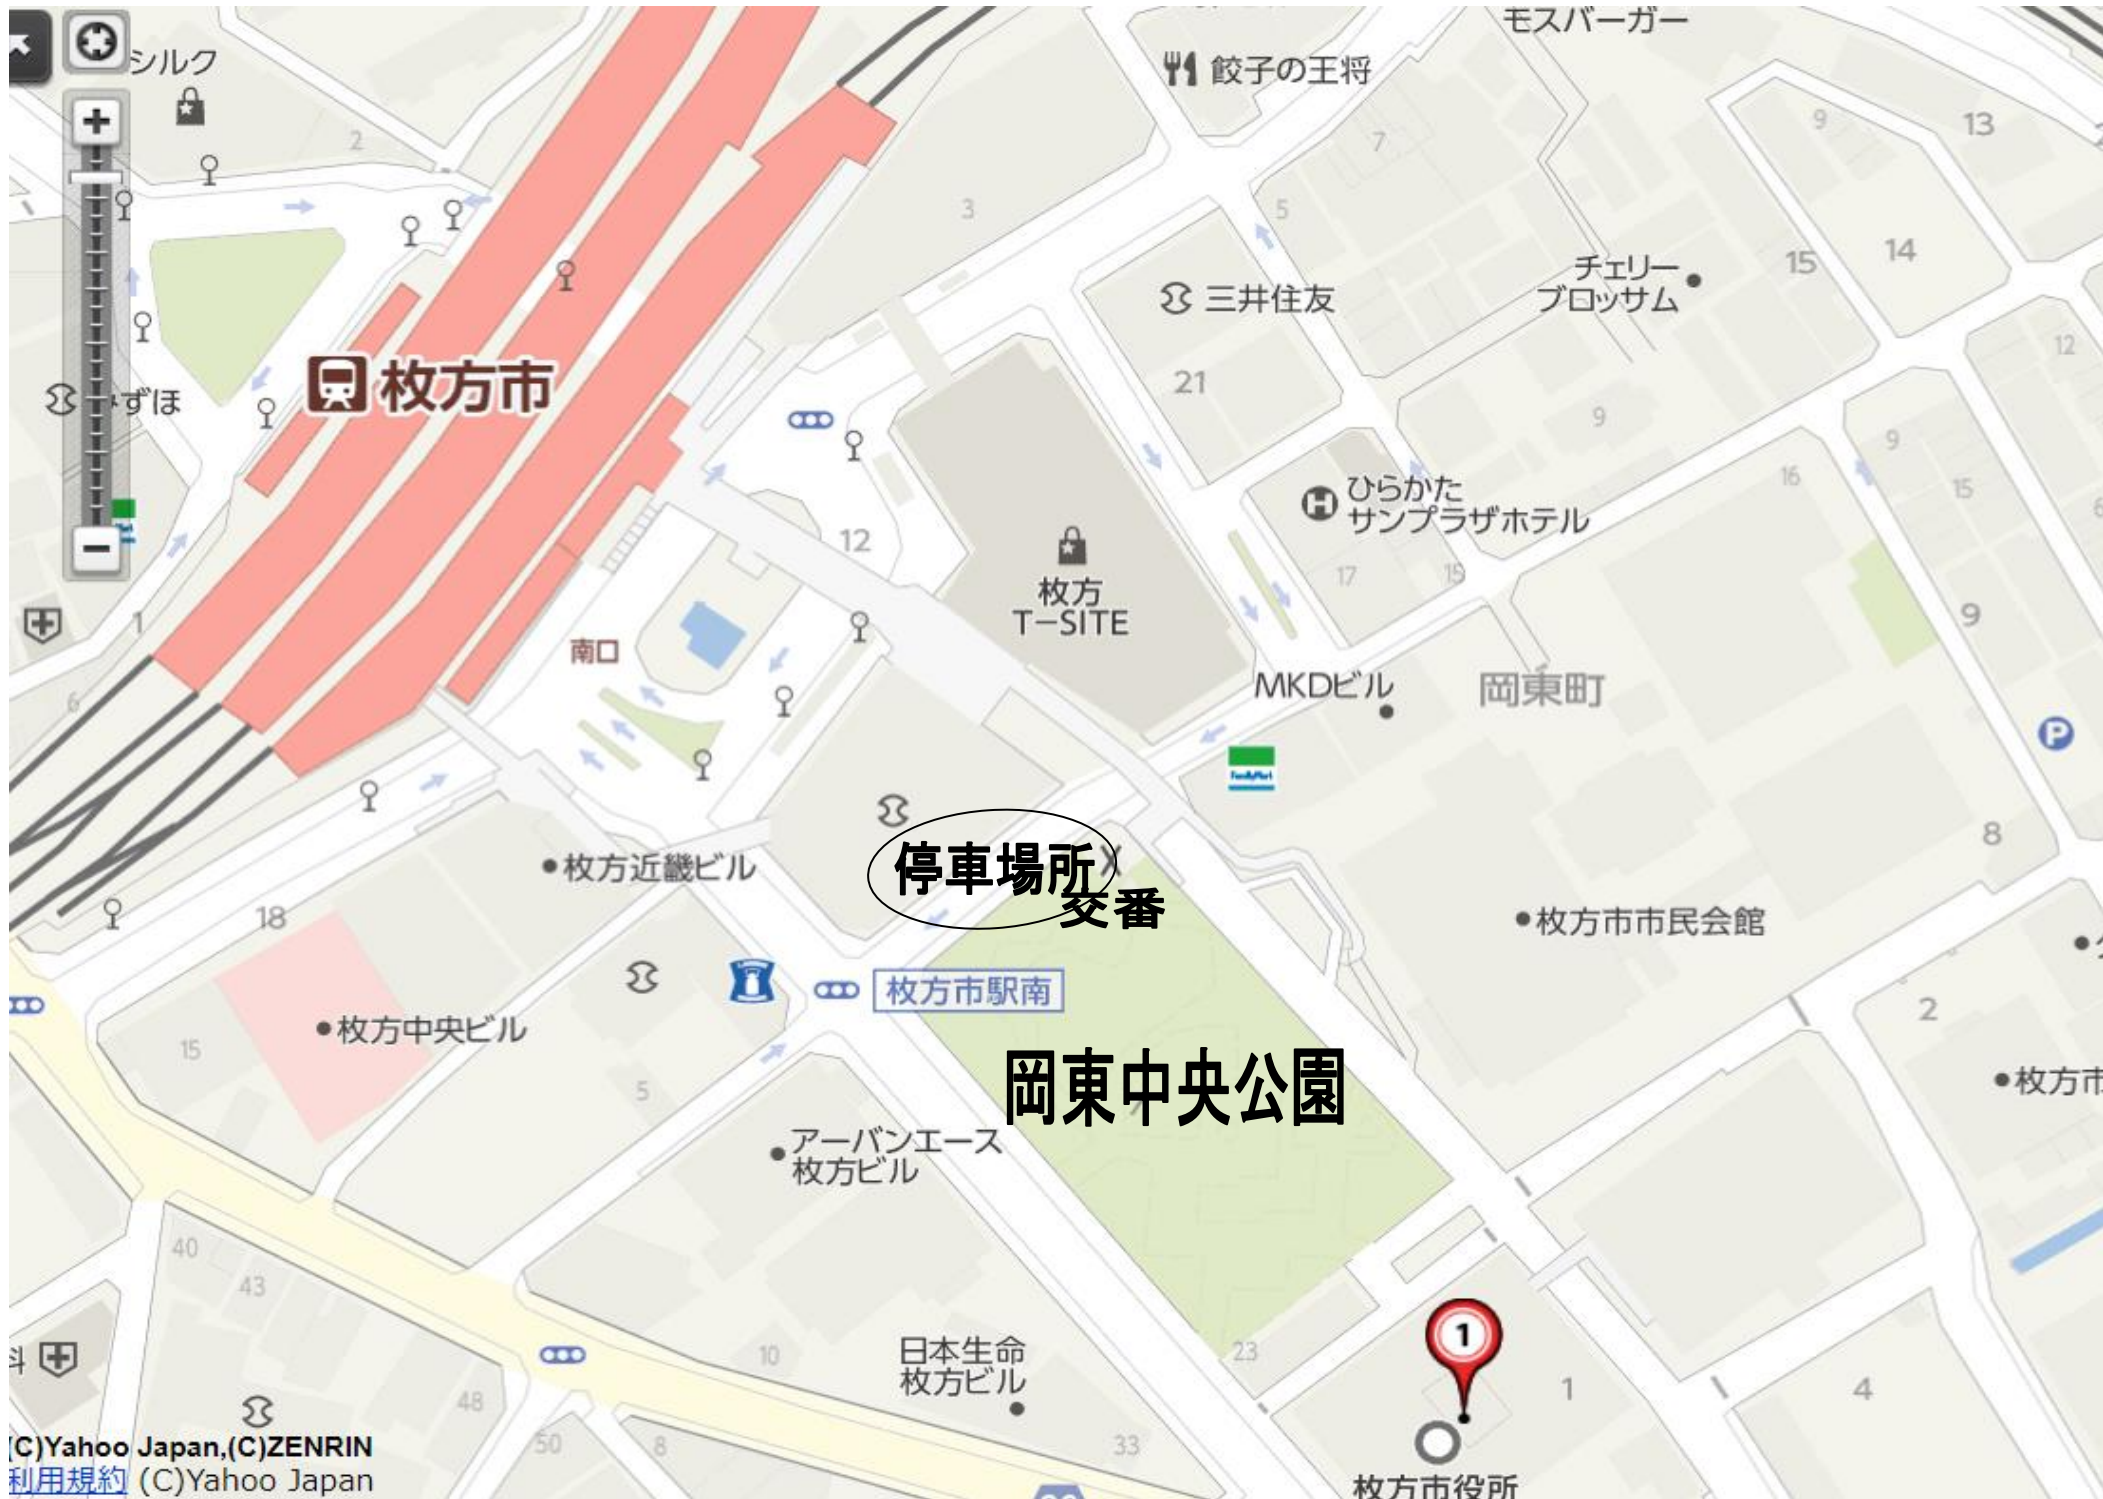 シルク
モスバーガー
餃子の王将
2
7
9
13
3
5
チェリー
ブロッサム
15
14
三井住友
12
枚方市
21
ずほ
9
9
ひらかた
サンプラザホテル
16
15
12
17
15
枚方
T-SITE
9
1
南口
MKDビル
岡東町
6
P
FamilyMart
停車場所
交番
8
枚方近畿ビル
18
枚方市市民会館
枚方市駅南
2
15
枚方中央ビル
5
岡東中央公園
枚方市
アーバンエース
枚方ビル
40
43
1
日本生命
枚方ビル
10
23
1
4
科
48
50
8
33
(C)Yahoo Japan,(C)ZENRIN
利用規約 (C)Yahoo Japan
枚方市役所